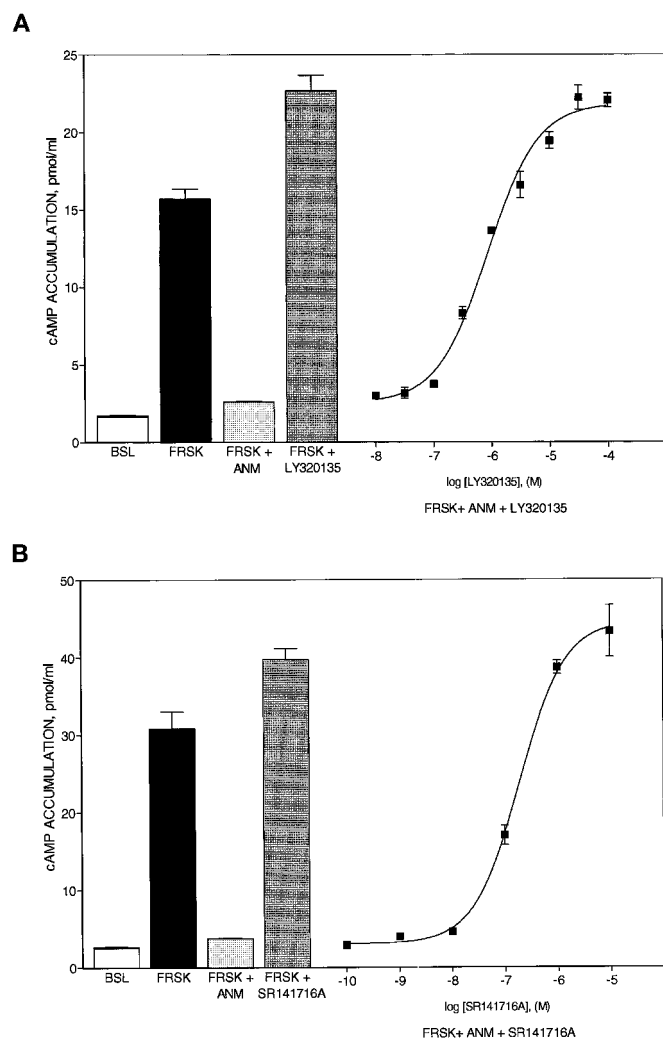 A
cAMP ACCUMULATION, pmol/ml
25
20
15
10
5
0
BSL FRSK FRSK + ANM FRSK + LY320135
-8 -7 -6 -5 -4
log [LY320135], (M)
FRSK+ ANM + LY320135
B
cAMP ACCUMULATION, pmol/ml
50
40
30
20
10
0
BSL FRSK FRSK + ANM FRSK + SR141716A
-10 -9 -8 -7 -6 -5
log [SR141716A], (M)
FRSK+ ANM + SR141716A